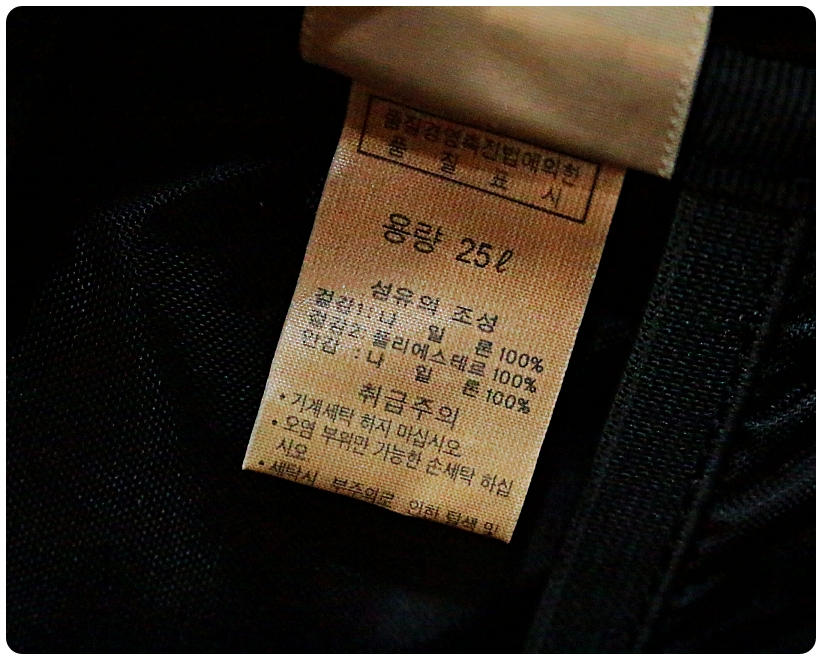 품질경영촉진법에의한
품 질 표 시
용량 25ℓ
섬유의 조성
겉감1: 나 일 론 100%
겉감2: 폴리에스테르 100%
안감 : 나 일 론 100%
취급주의
• 기계세탁 하지 마십시오
• 오염 부위만 가능한 손세탁 하십
시오
• 세탁시 부주의로 인한 탈색 및